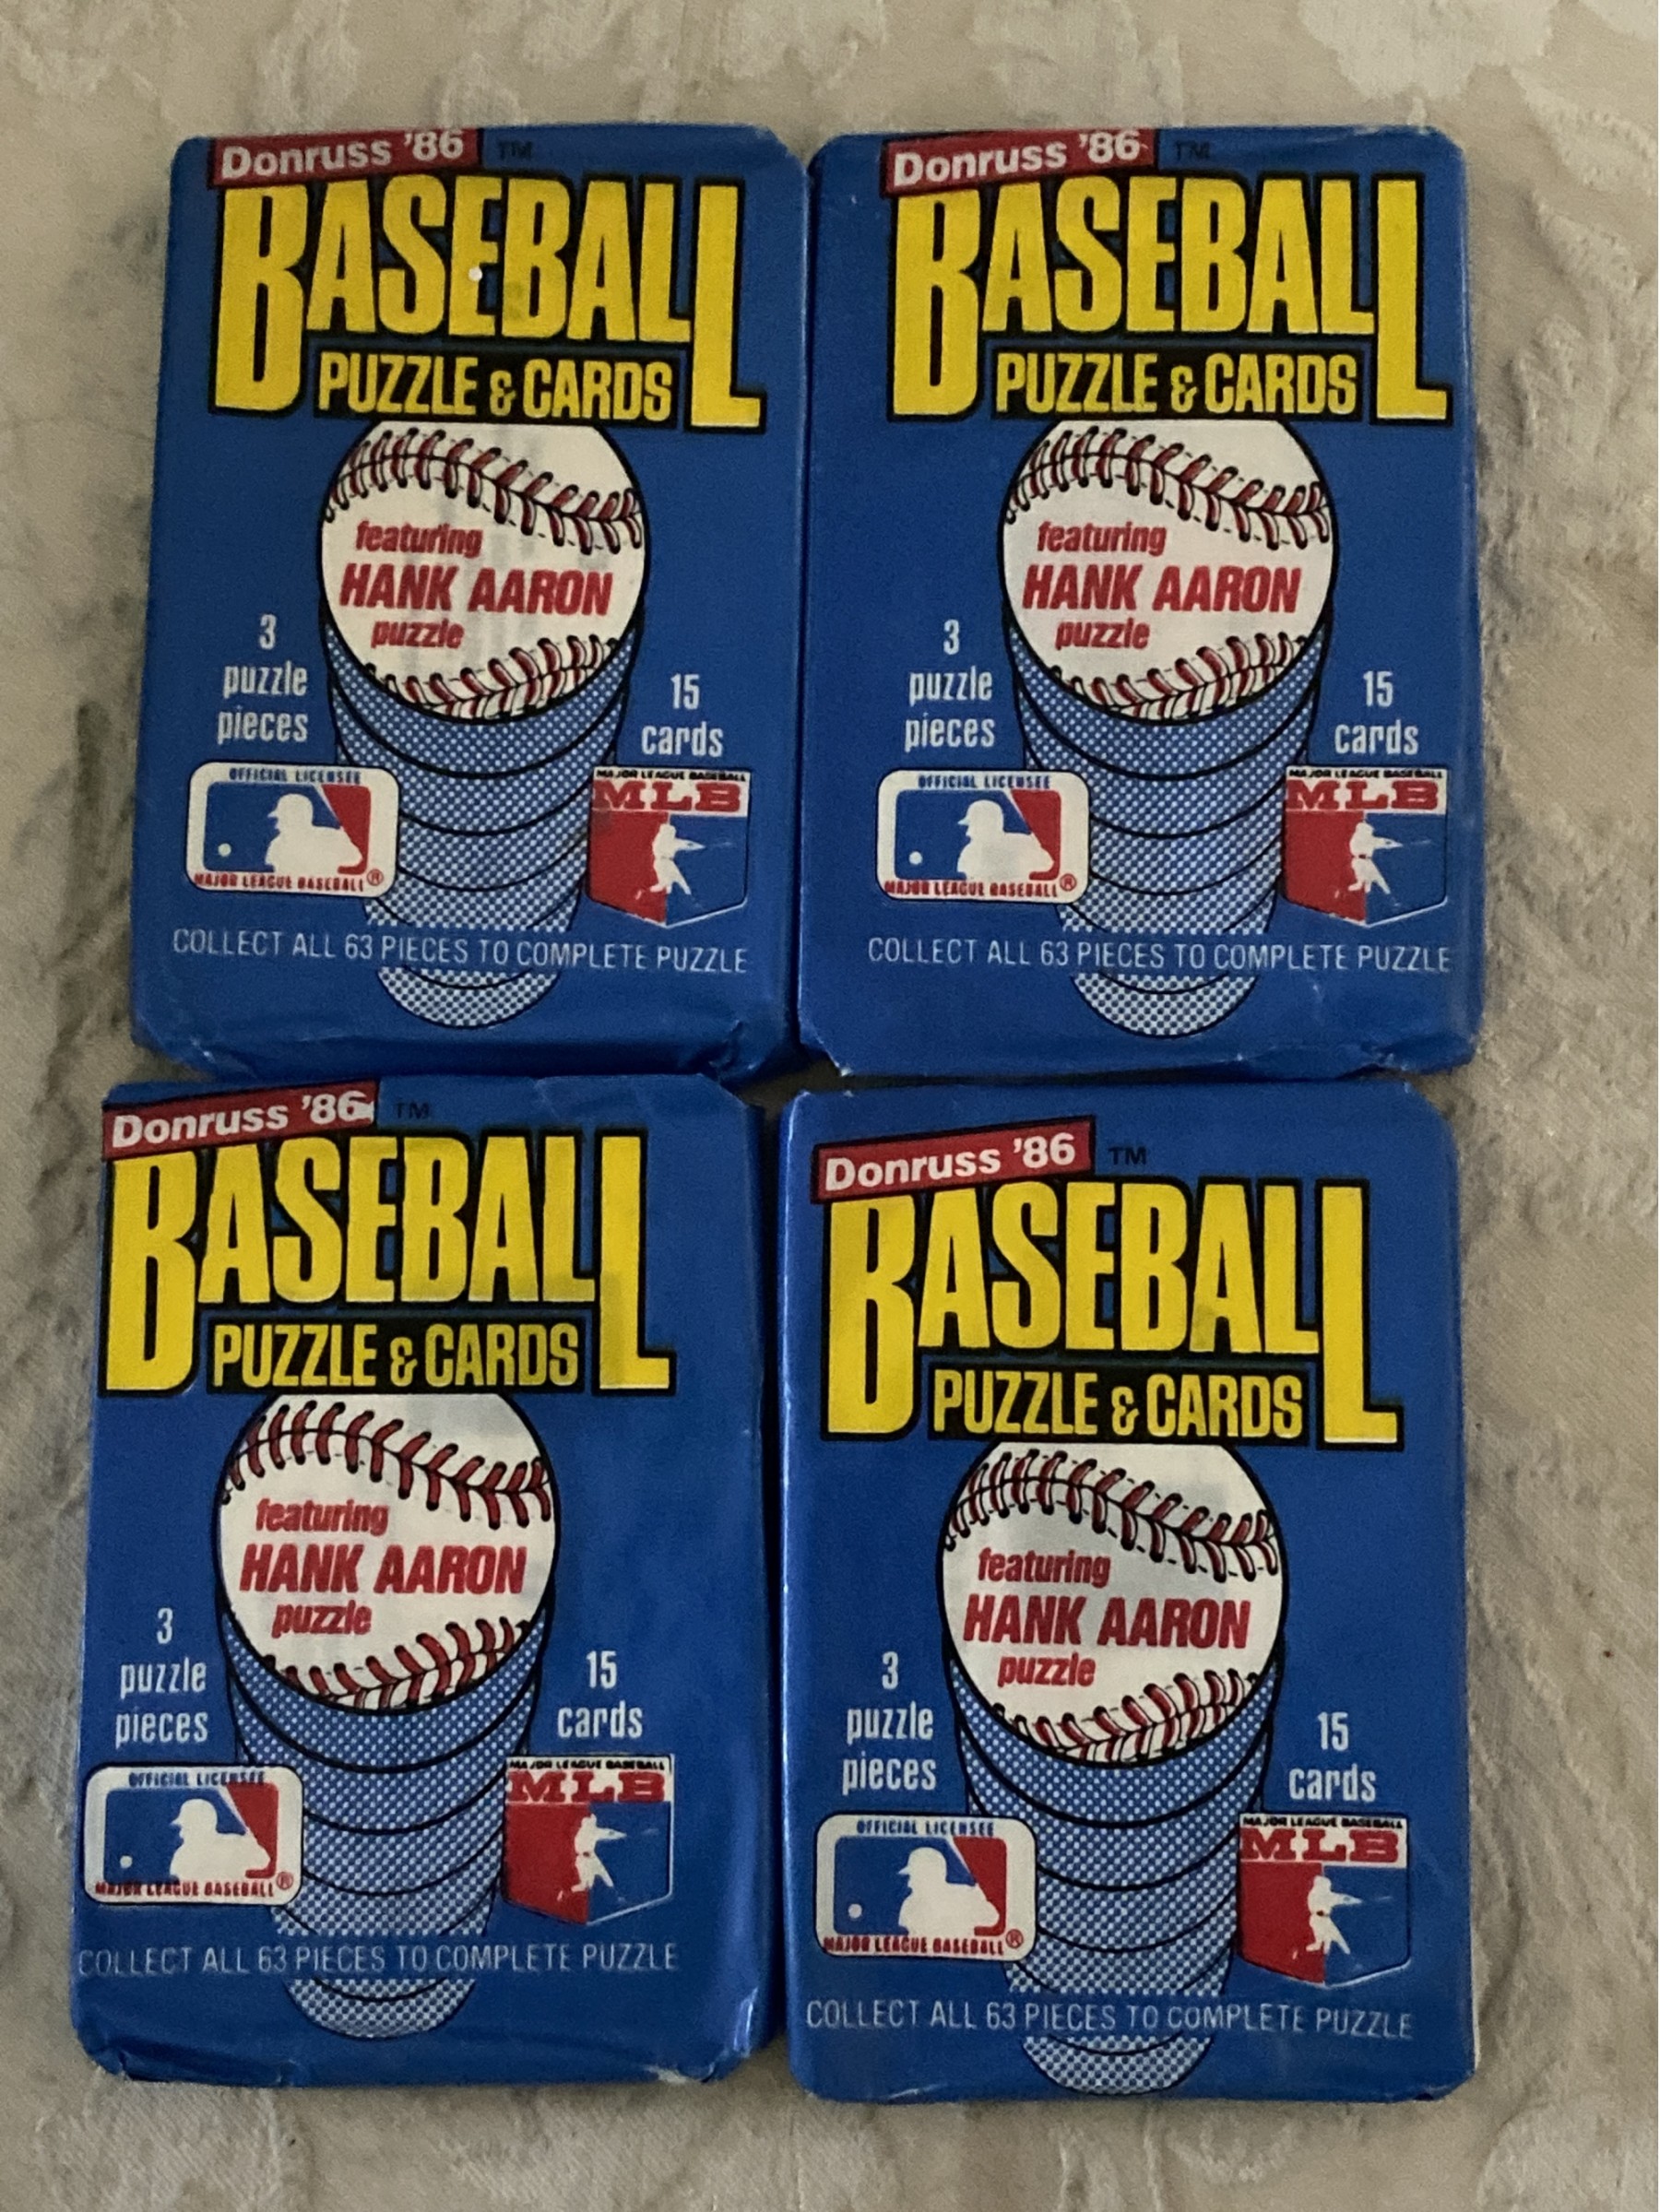 Donruss '86 TM
BASEBALL
PUZZLE & CARDS
featuring
HANK AARON
puzzle
3
puzzle
pieces
15
cards
OFFICIAL LICENSEE
MAJOR LEAGUE BASEBALL®
MAJOR LEAGUE BASEBALL
MLB
COLLECT ALL 63 PIECES TO COMPLETE PUZZLE
Donruss '86 TM
BASEBALL
PUZZLE & CARDS
featuring
HANK AARON
puzzle
3
puzzle
pieces
15
cards
OFFICIAL LICENSEE
MAJOR LEAGUE BASEBALL®
MAJOR LEAGUE BASEBALL
MLB
COLLECT ALL 63 PIECES TO COMPLETE PUZZLE
Donruss '86 TM
BASEBALL
PUZZLE & CARDS
featuring
HANK AARON
puzzle
3
puzzle
pieces
15
cards
OFFICIAL LICENSEE
MAJOR LEAGUE BASEBALL®
MAJOR LEAGUE BASEBALL
MLB
COLLECT ALL 63 PIECES TO COMPLETE PUZZLE
Donruss '86 TM
BASEBALL
PUZZLE & CARDS
featuring
HANK AARON
puzzle
3
puzzle
pieces
15
cards
OFFICIAL LICENSEE
MAJOR LEAGUE BASEBALL®
MAJOR LEAGUE BASEBALL
MLB
COLLECT ALL 63 PIECES TO COMPLETE PUZZLE